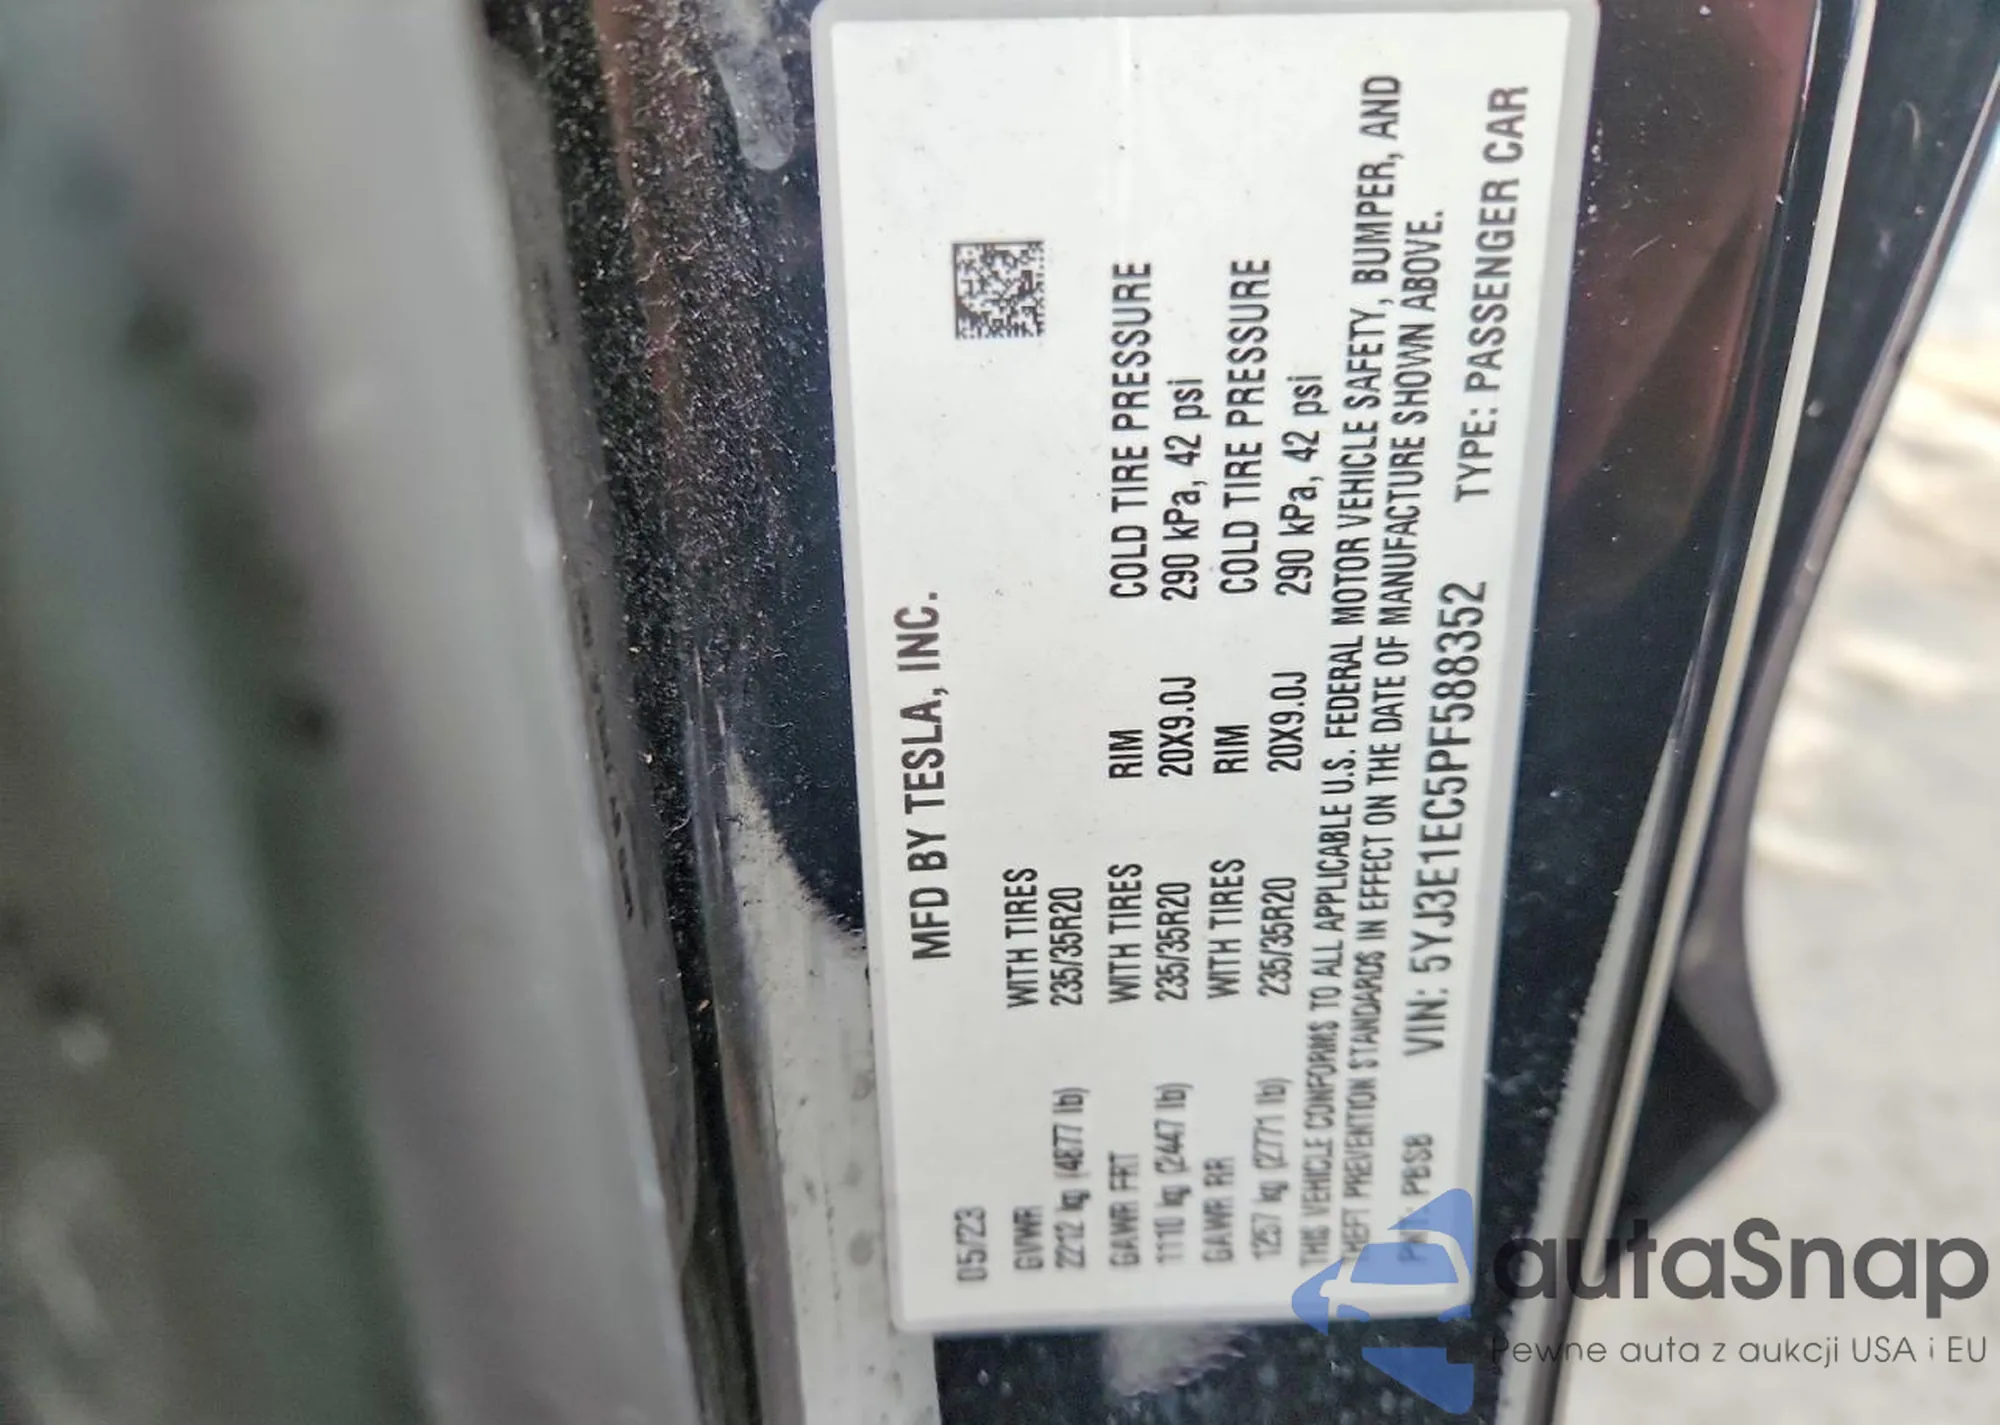 MFD BY TESLA, INC.
05/23
GVWR WITH TIRES
2212 kg (4877 lb) 235/35R20
GAWR FRT WITH TIRES RIM COLD TIRE PRESSURE
1110 kg (2447 lb) 235/35R20 20X9.0J 290 kPa, 42 psi
GAWR RR WITH TIRES RIM COLD TIRE PRESSURE
1257 kg (2771 lb) 235/35R20 20X9.0J 290 kPa, 42 psi
THIS VEHICLE CONFORMS TO ALL APPLICABLE U.S. FEDERAL MOTOR VEHICLE SAFETY, BUMPER, AND
THEFT PREVENTION STANDARDS IN EFFECT ON THE DATE OF MANUFACTURE SHOWN ABOVE.
PNT: PBSB VIN: 5YJ3E1EC5PF588352 TYPE: PASSENGER CAR
autaSnap
Pewne auta z aukcji USA i EU